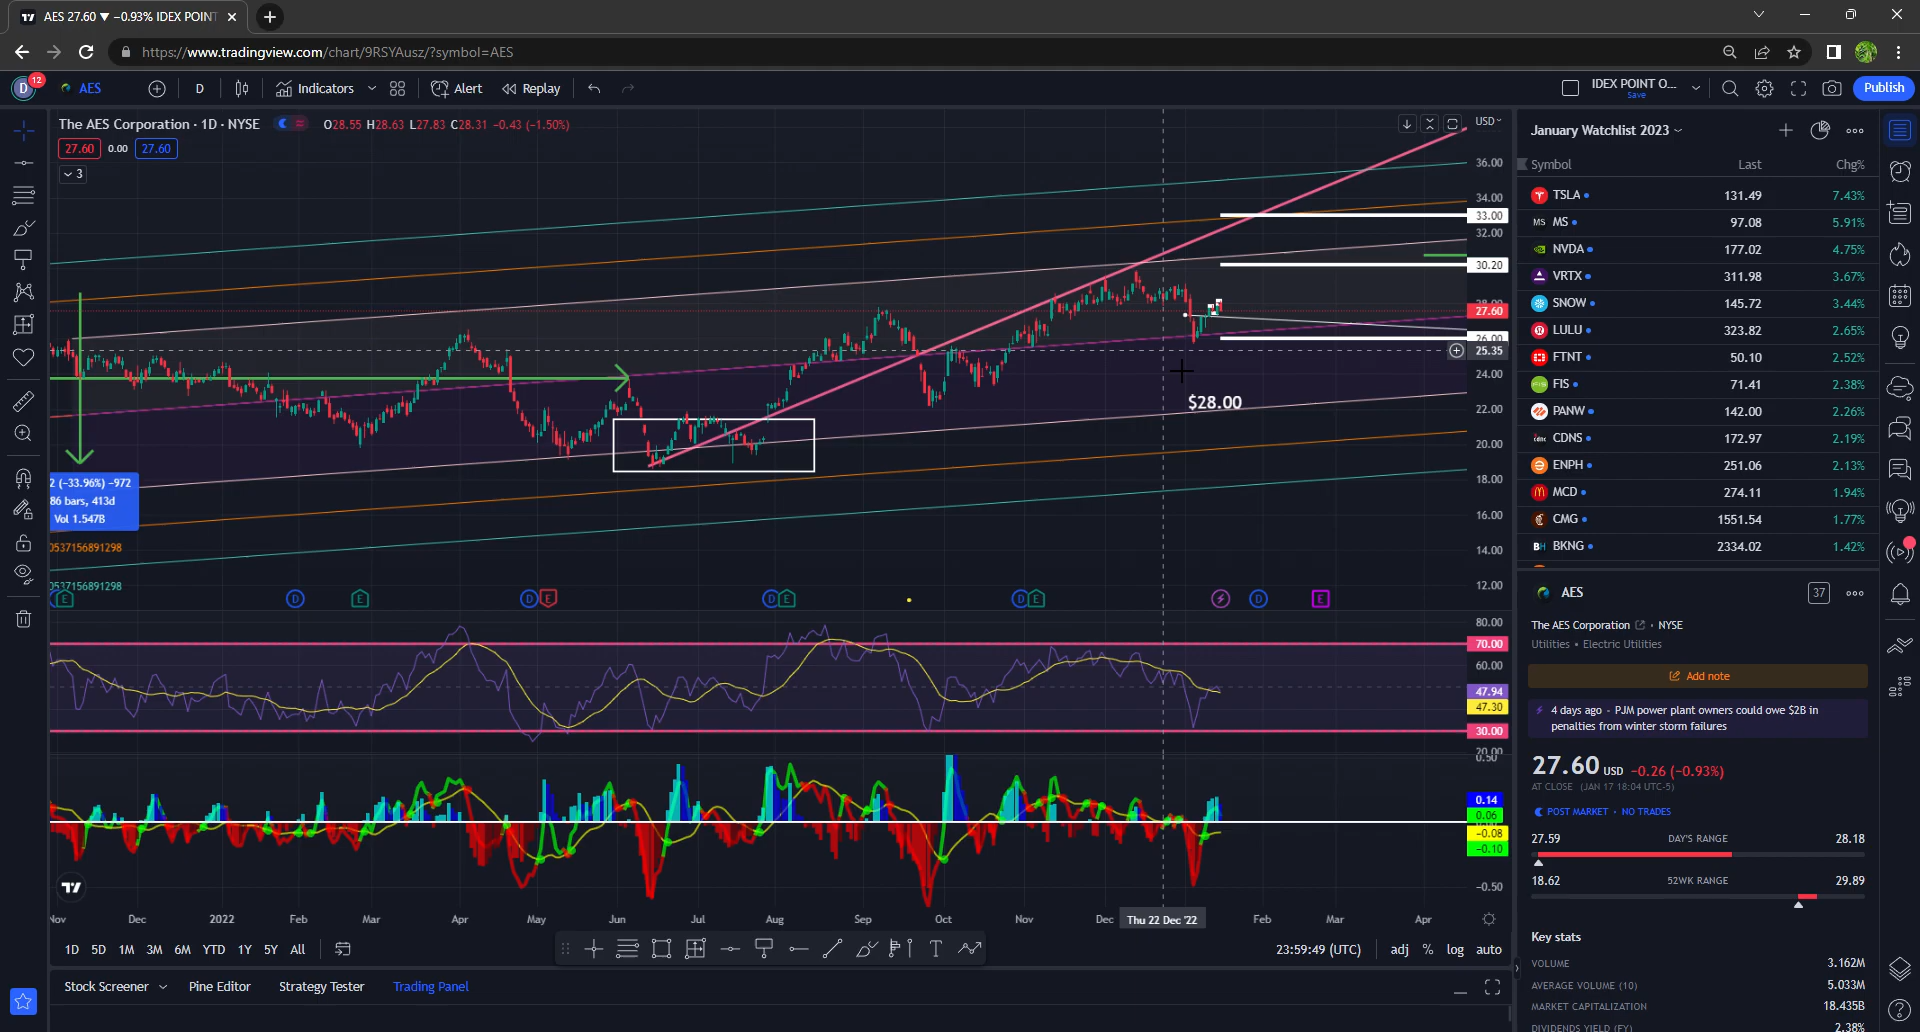 AES 27.60 ▼ −0.93% IDEX POINT
https://www.tradingview.com/chart/9RSYAusz/?symbol=AES
D
12
AES
D
Indicators
Alert
Replay
IDEX POINT O...
Save
Publish
The AES Corporation · 1D · NYSE
O28.55 H28.63 L27.83 C28.31 −0.43 (−1.50%)
27.60
0.00
27.60
3
USD
36.00
34.00
33.00
32.00
30.20
28.00
27.60
26.00
25.35
24.00
22.00
20.00
18.00
16.00
14.00
12.00
$28.00
2 (−33.96%) −972
86 bars, 413d
Vol 1.547B
0537156891298
0537156891298
E
D
E
D
E
D
E
D
E
D
E
80.00
70.00
60.00
47.94
47.30
30.00
20.00
0.50
0.14
0.06
−0.08
−0.10
−0.50
Nov
Dec
2022
Feb
Mar
Apr
May
Jun
Jul
Aug
Sep
Oct
Nov
Dec
Thu 22 Dec '22
Feb
Mar
Apr
1D
5D
1M
3M
6M
YTD
1Y
5Y
All
23:59:49 (UTC)
adj
%
log
auto
Stock Screener
Pine Editor
Strategy Tester
Trading Panel
January Watchlist 2023
Symbol Last Chg%
TSLA 131.49 7.43%
MS MS 97.08 5.91%
NVDA 177.02 4.75%
VRTX 311.98 3.67%
SNOW 145.72 3.44%
LULU 323.82 2.65%
FTNT 50.10 2.52%
FIS 71.41 2.38%
PANW 142.00 2.26%
CDNS 172.97 2.19%
ENPH 251.06 2.13%
MCD 274.11 1.94%
CMG 1551.54 1.77%
BH BKNG 2334.02 1.42%
AES
37
The AES Corporation · NYSE
Utilities • Electric Utilities
Add note
4 days ago · PJM power plant owners could owe $2B in
penalties from winter storm failures
27.60 USD −0.26 (−0.93%)
AT CLOSE (JAN 17 18:04 UTC-5)
POST MARKET · NO TRADES
27.59 DAY'S RANGE 28.18
18.62 52WK RANGE 29.89
Key stats
VOLUME 3.162M
AVERAGE VOLUME (10) 5.033M
MARKET CAPITALIZATION 18.435B
DIVIDENDS YIELD (FY) 2.38%